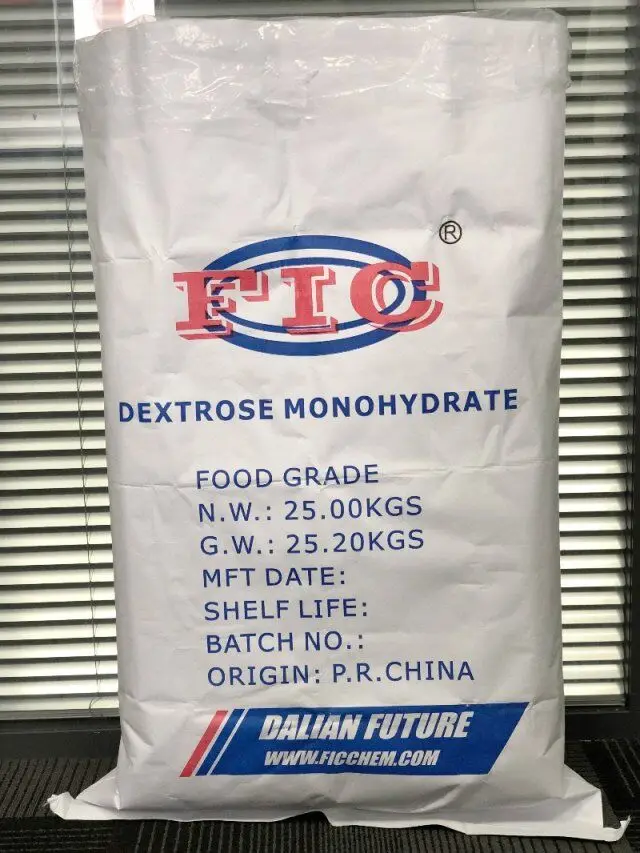 FIC ®
DEXTROSE MONOHYDRATE
FOOD GRADE
N.W.: 25.00KGS
G.W.: 25.20KGS
MFT DATE:
SHELF LIFE:
BATCH NO.:
ORIGIN: P.R.CHINA
DALIAN FUTURE
WWW.FICCHEM.COM